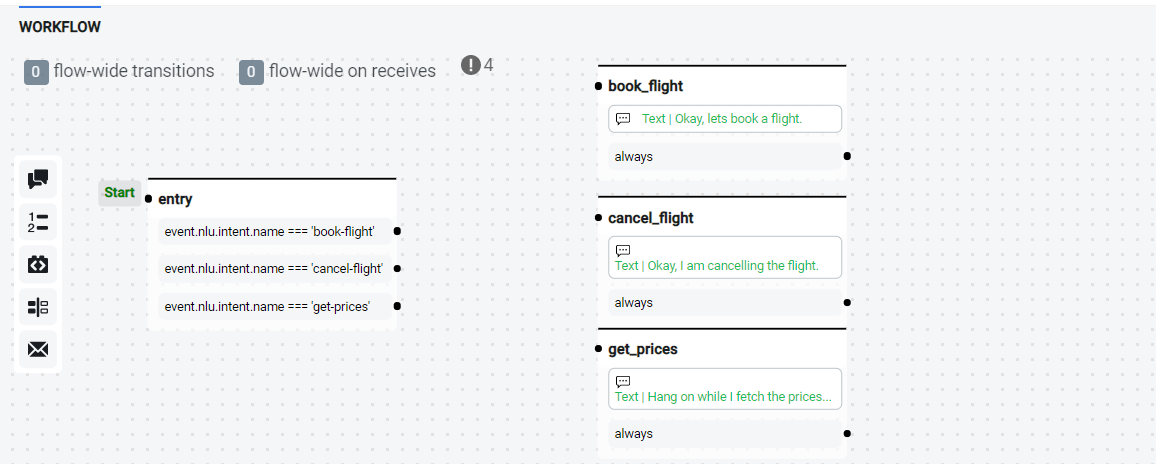 WORKFLOW
0 flow-wide transitions 0 flow-wide on receives 4
Start
entry
event.nlu.intent.name === 'book-flight'
event.nlu.intent.name === 'cancel-flight'
event.nlu.intent.name === 'get-prices'
book_flight
Text | Okay, lets book a flight.
always
cancel_flight
Text | Okay, I am cancelling the flight.
always
get_prices
Text | Hang on while I fetch the prices...
always